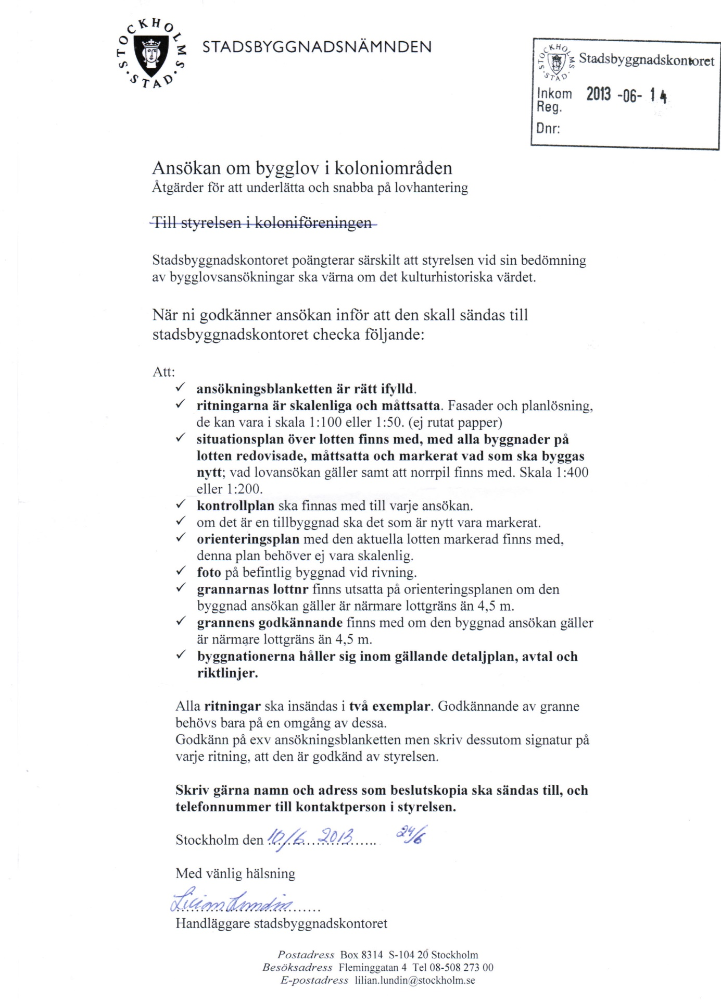 STOCKHOLMS
· STAD ·
STADSBYGGNADSNÄMNDEN
STOCKHOLMS
· STAD ·
Stadsbyggnadskontoret
Inkom 2013 -06- 14
Reg.
Dnr:
Ansökan om bygglov i koloniområden
Åtgärder för att underlätta och snabba på lovhantering
Till styrelsen i koloniföreningen
Stadsbyggnadskontoret poängterar särskilt att styrelsen vid sin bedömning
av bygglovsansökningar ska värna om det kulturhistoriska värdet.
När ni godkänner ansökan inför att den skall sändas till
stadsbyggnadskontoret checka följande:
Att:
✓ ansökningsblanketten är rätt ifylld.
✓ ritningarna är skalenliga och måttsatta. Fasader och planlösning,
de kan vara i skala 1:100 eller 1:50. (ej rutat papper)
✓ situationsplan över lotten finns med, med alla byggnader på
lotten redovisade, måttsatta och markerat vad som ska byggas
nytt; vad lovansökan gäller samt att norrpil finns med. Skala 1:400
eller 1:200.
✓ kontrollplan ska finnas med till varje ansökan.
✓ om det är en tillbyggnad ska det som är nytt vara markerat.
✓ orienteringsplan med den aktuella lotten markerad finns med,
denna plan behöver ej vara skalenlig.
✓ foto på befintlig byggnad vid rivning.
✓ grannarnas lottnr finns utsatta på orienteringsplanen om den
byggnad ansökan gäller är närmare lottgräns än 4,5 m.
✓ grannens godkännande finns med om den byggnad ansökan gäller
är närmare lottgräns än 4,5 m.
✓ byggnationerna håller sig inom gällande detaljplan, avtal och
riktlinjer.
Alla ritningar ska insändas i två exemplar. Godkännande av granne
behövs bara på en omgång av dessa.
Godkänn på exv ansökningsblanketten men skriv dessutom signatur på
varje ritning, att den är godkänd av styrelsen.
Skriv gärna namn och adress som beslutskopia ska sändas till, och
telefonnummer till kontaktperson i styrelsen.
Stockholm den 10/6 2013 24/6
Med vänlig hälsning
Lilian Lundin
Handläggare stadsbyggnadskontoret
Postadress Box 8314 S-104 20 Stockholm
Besöksadress Fleminggatan 4 Tel 08-508 273 00
E-postadress lilian.lundin@stockholm.se